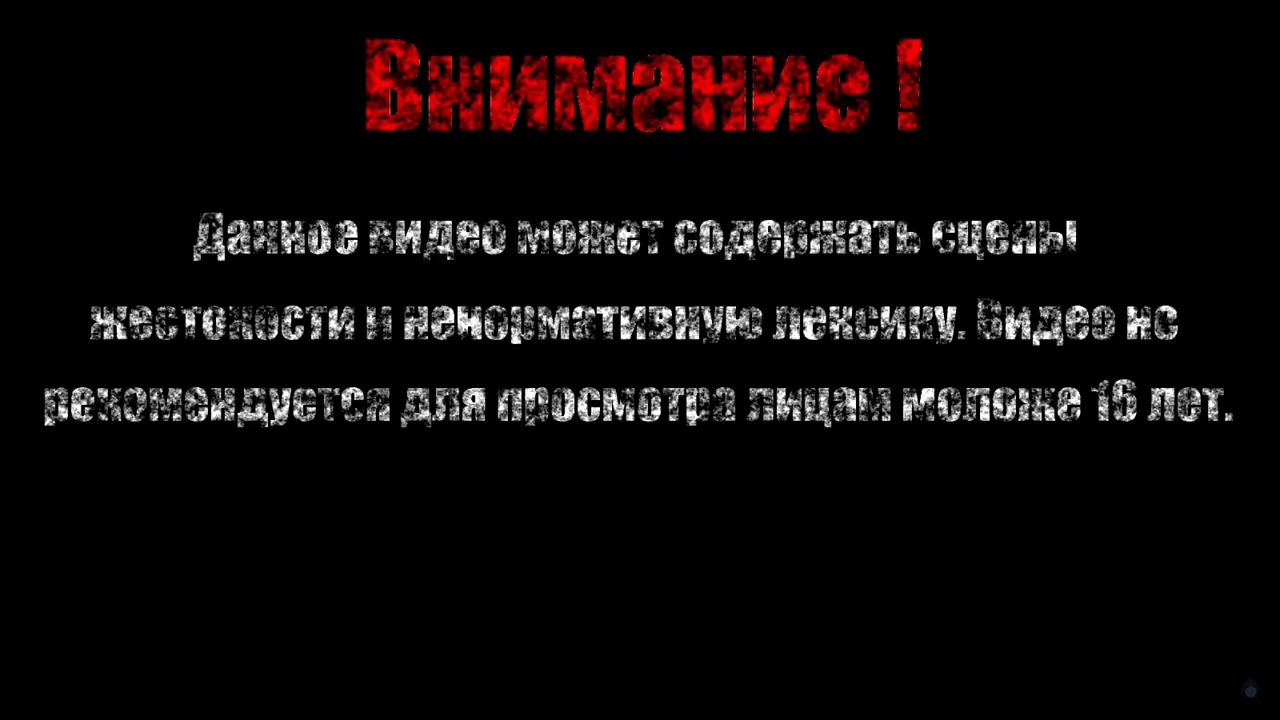 Внимание !
Данное видео может содержать сцены
жестокости и ненормативную лексику. Видео не
рекомендуется для просмотра лицам моложе 16 лет.